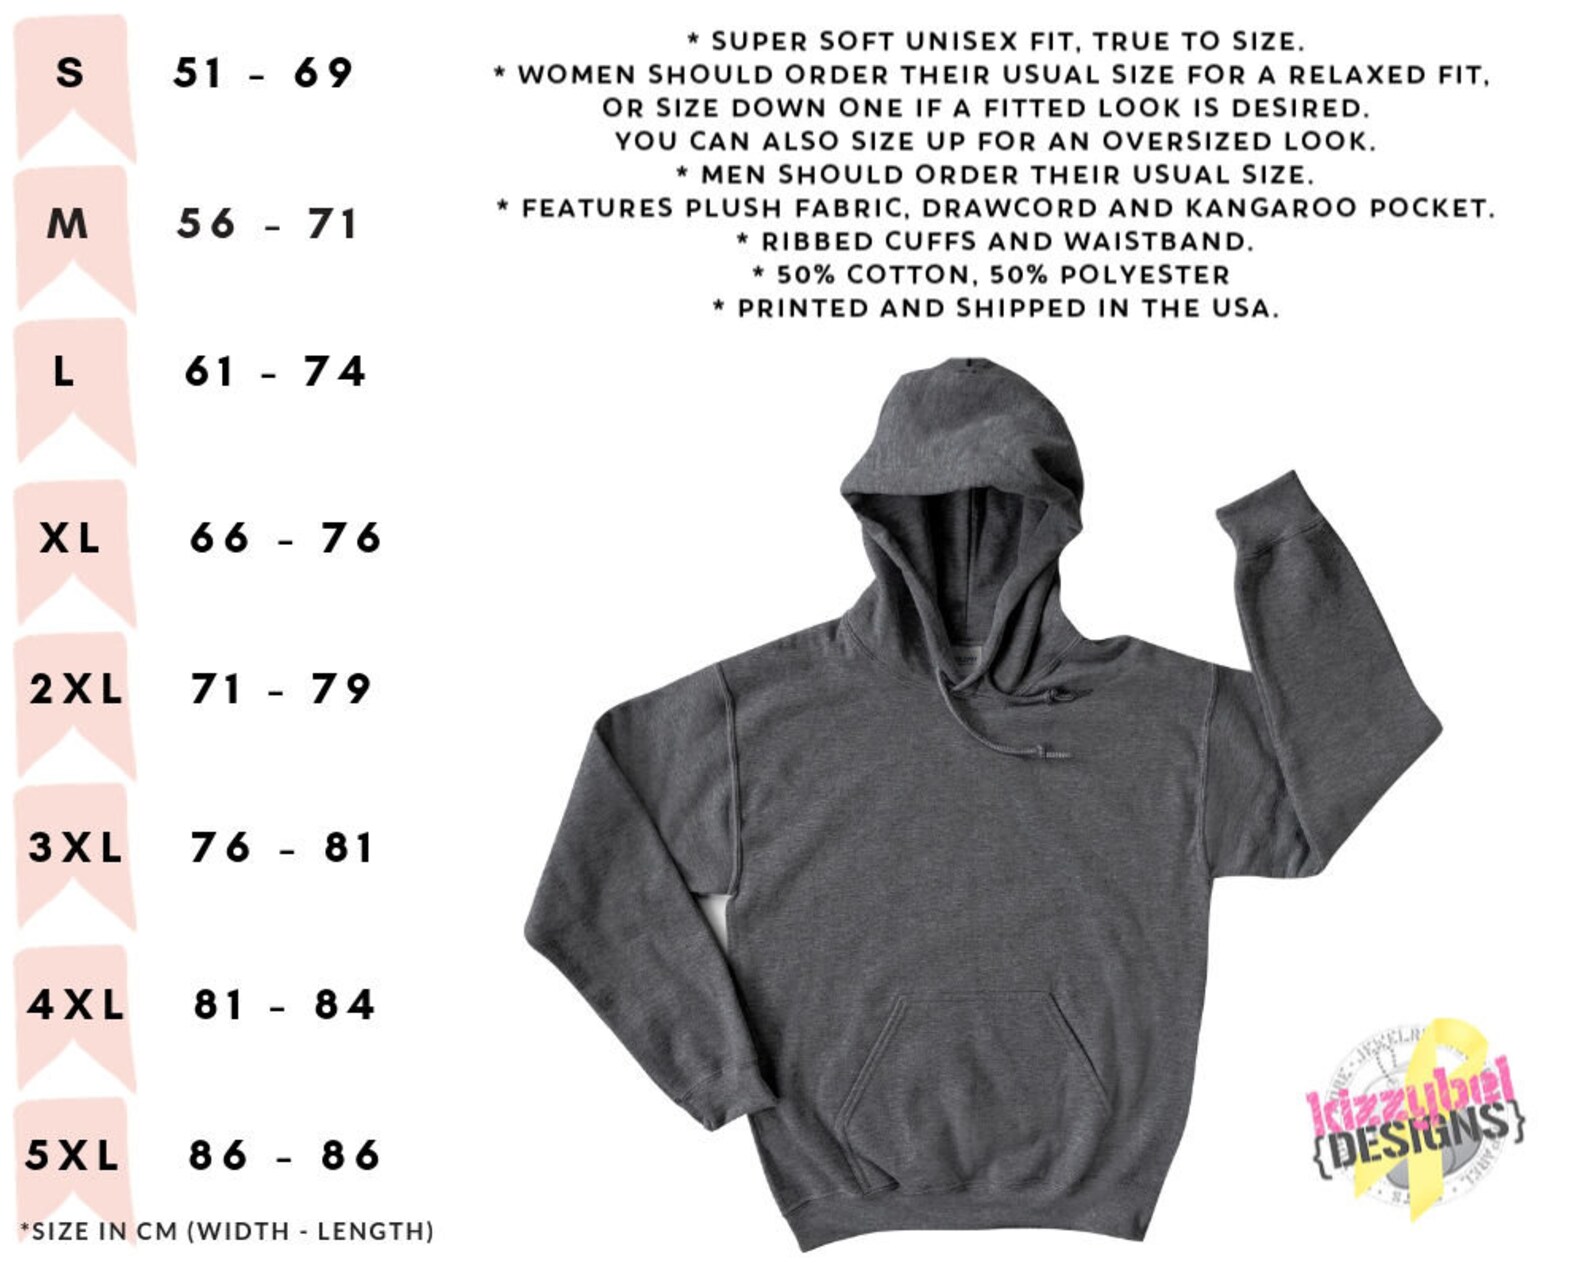 S 51 - 69
M 56 - 71
L 61 - 74
XL 66 - 76
2XL 71 - 79
3XL 76 - 81
4XL 81 - 84
5XL 86 - 86
*SIZE IN CM (WIDTH - LENGTH)
* SUPER SOFT UNISEX FIT, TRUE TO SIZE.
* WOMEN SHOULD ORDER THEIR USUAL SIZE FOR A RELAXED FIT,
OR SIZE DOWN ONE IF A FITTED LOOK IS DESIRED.
YOU CAN ALSO SIZE UP FOR AN OVERSIZED LOOK.
* MEN SHOULD ORDER THEIR USUAL SIZE.
* FEATURES PLUSH FABRIC, DRAWCORD AND KANGAROO POCKET.
* RIBBED CUFFS AND WAISTBAND.
* 50% COTTON, 50% POLYESTER
* PRINTED AND SHIPPED IN THE USA.
kizzybel
{DESIGNS}